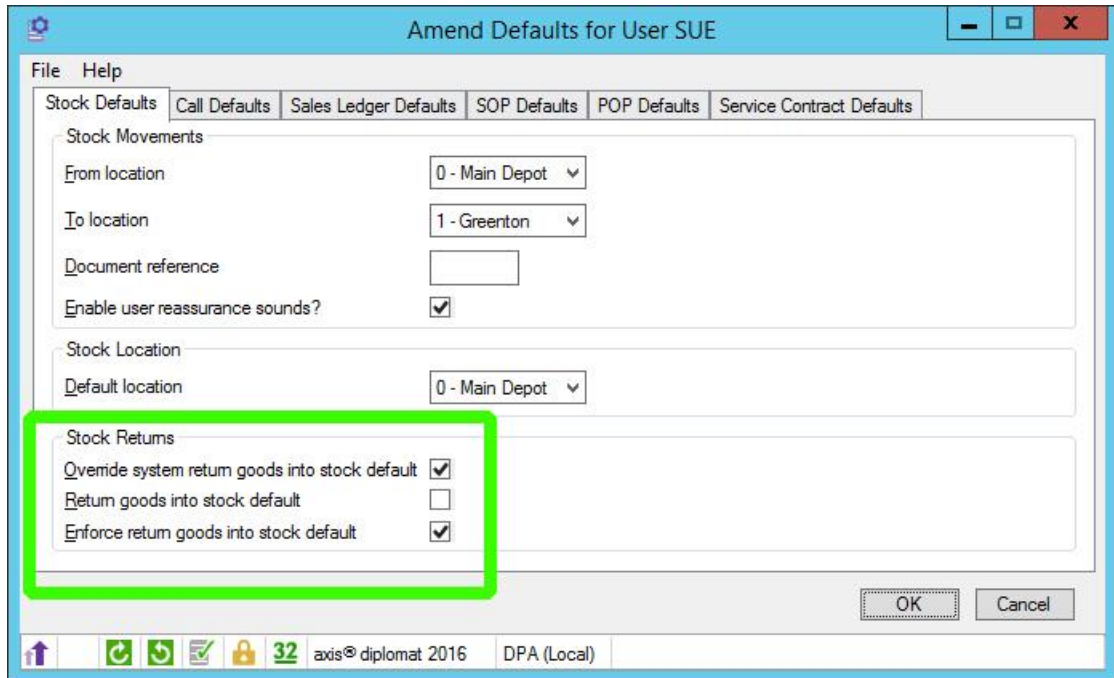 Amend Defaults for User SUE
File Help
Stock Defaults Call Defaults Sales Ledger Defaults SOP Defaults POP Defaults Service Contract Defaults
Stock Movements
From location 0 - Main Depot
To location 1 - Greenton
Document reference
Enable user reassurance sounds?
Stock Location
Default location 0 - Main Depot
Stock Returns
Override system return goods into stock default
Return goods into stock default
Enforce return goods into stock default
OK Cancel
32 axis® diplomat 2016 DPA (Local)